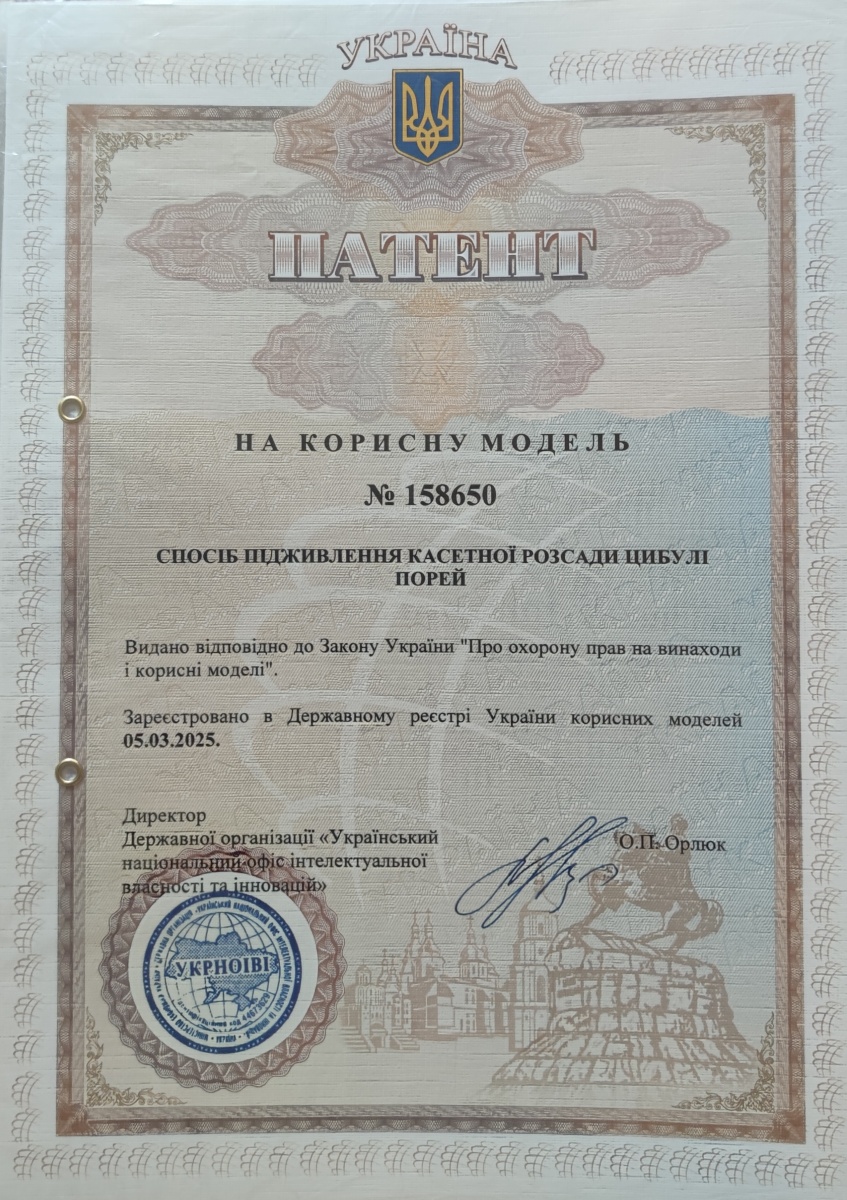 УКРАЇНА
ПАТЕНТ
НА КОРИСНУ МОДЕЛЬ
№ 158650
СПОСІБ ПІДЖИВЛЕННЯ КАСЕТНОЇ РОЗСАДИ ЦИБУЛІ
ПОРЕЙ
Видано відповідно до Закону України "Про охорону прав на винаходи
і корисні моделі".
Зареєстровано в Державному реєстрі України корисних моделей
05.03.2025.
Директор
Державної організації «Український
національний офіс інтелектуальної
власності та інновацій»
О.П. Орлюк
УКРНОІВІ